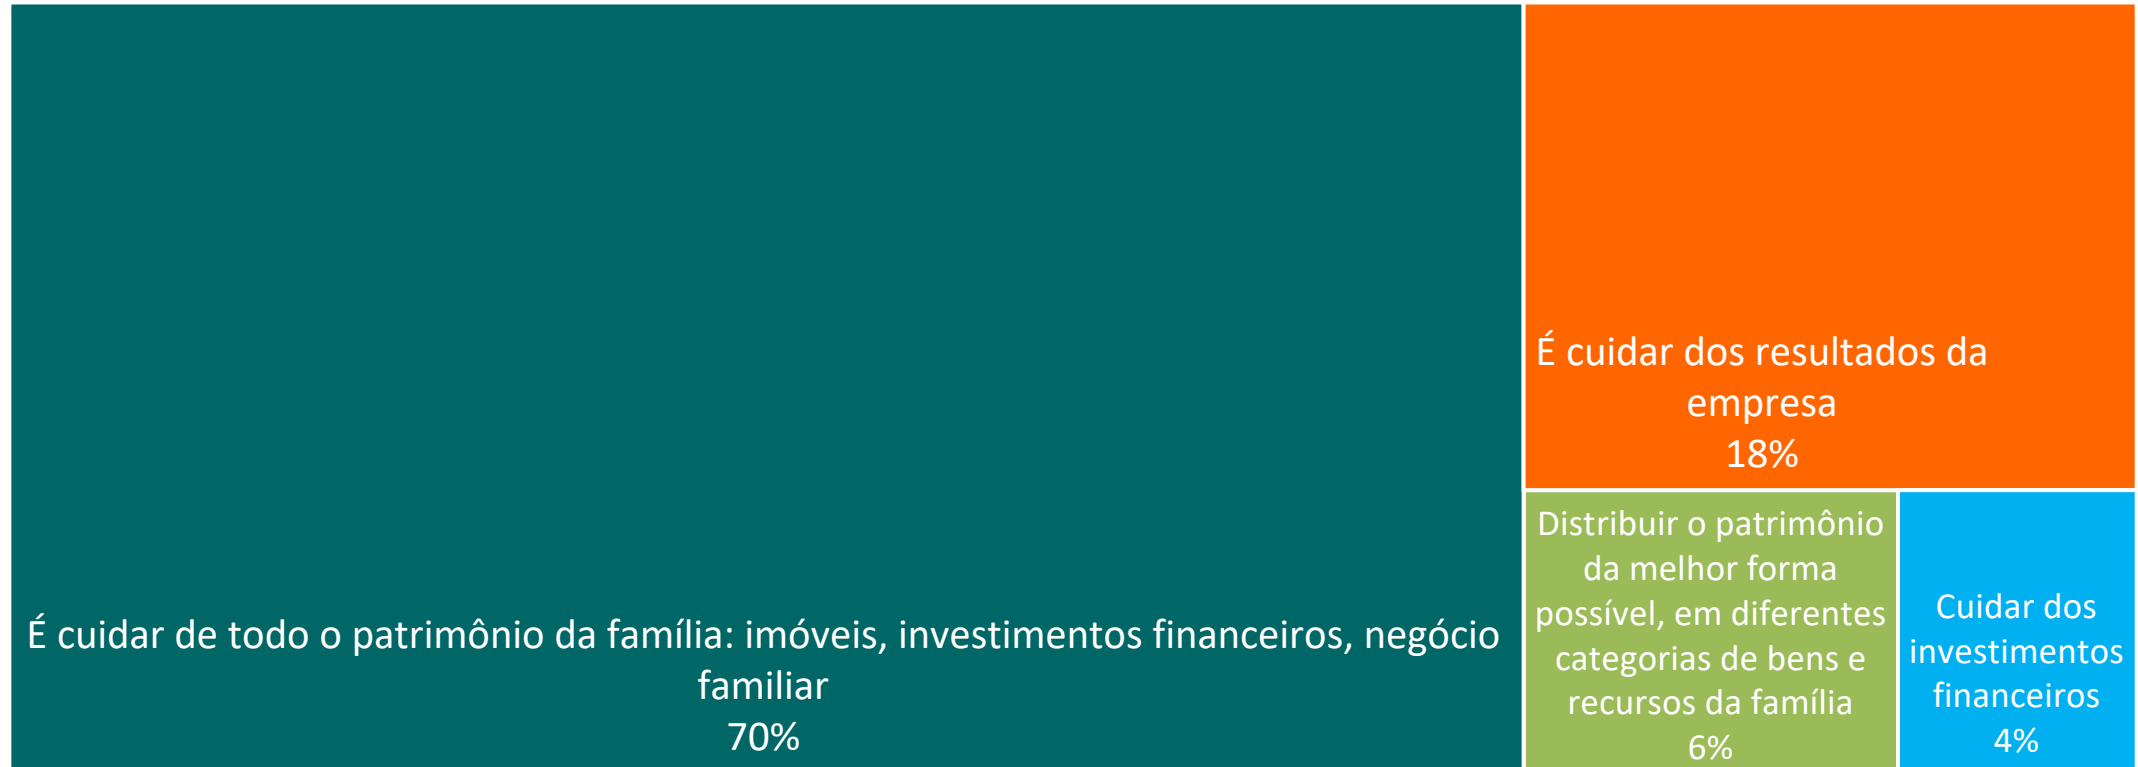 É cuidar de todo o patrimônio da família: imóveis, investimentos financeiros, negócio
familiar
70%
É cuidar dos resultados da
empresa
18%
Distribuir o patrimônio
da melhor forma
possível, em diferentes
categorias de bens e
recursos da família
6%
Cuidar dos
investimentos
financeiros
4%